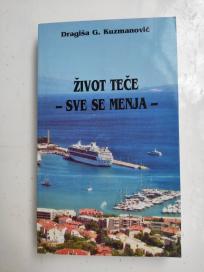 Dragiša G. Kuzmanović
ŽIVOT TEČE
– SVE SE MENJA –